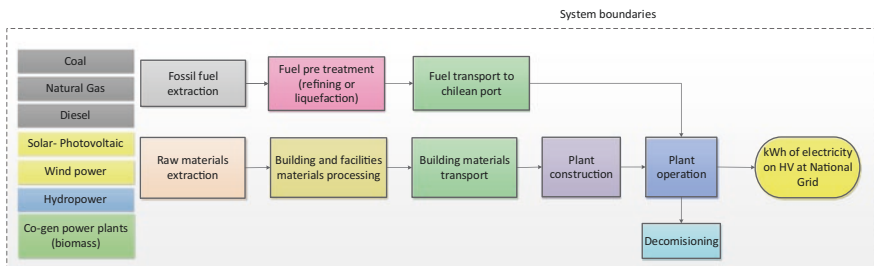 System boundaries
Coal
Natural Gas
Diesel
Solar- Photovoltaic
Wind power
Hydropower
Co-gen power plants
(biomass)
Fossil fuel
extraction
Fuel pre treatment
(refining or
liquefaction)
Fuel transport to
chilean port
Raw materials
extraction
Building and facilities
materials processing
Building materials
transport
Plant
construction
Plant
operation
kWh of electricity
on HV at National
Grid
Decomisioning